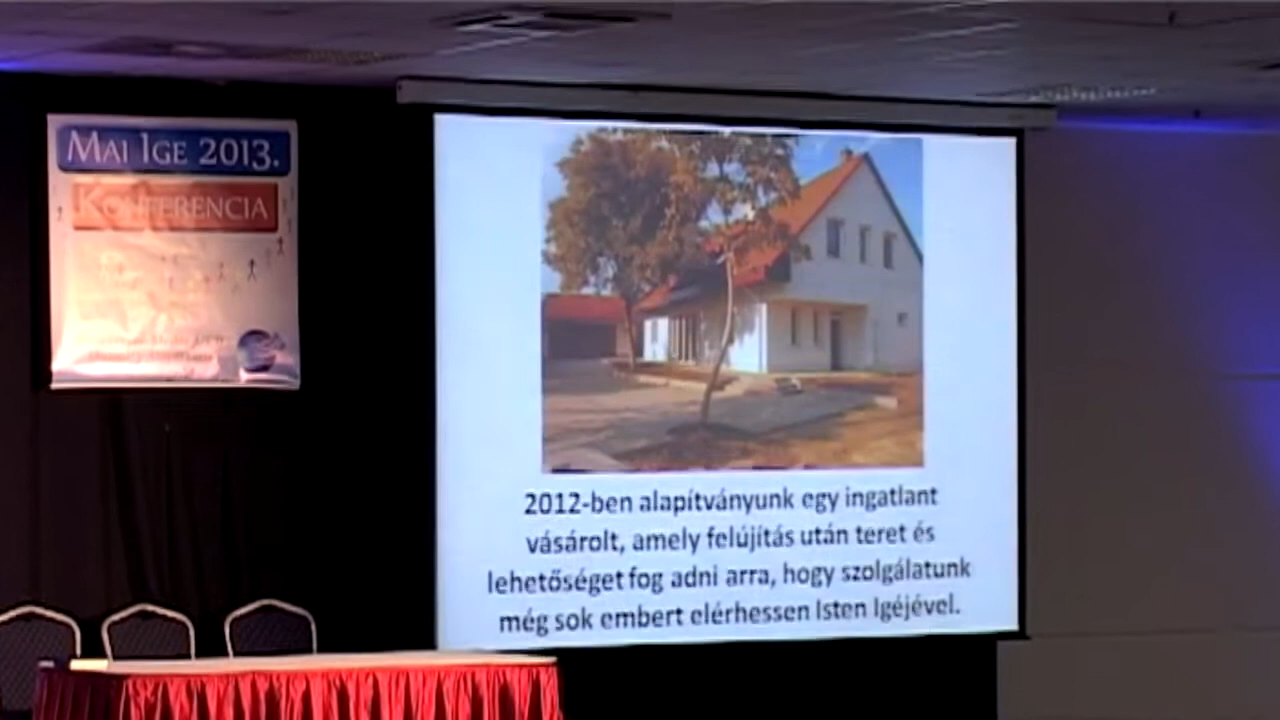 MAI IGE 2013.
KONFERENCIA
2012-ben alapítványunk egy ingatlant
vásárolt, amely felújítás után teret és
lehetőséget fog adni arra, hogy szolgálatunk
még sok embert elérhessen Isten Igéjével.